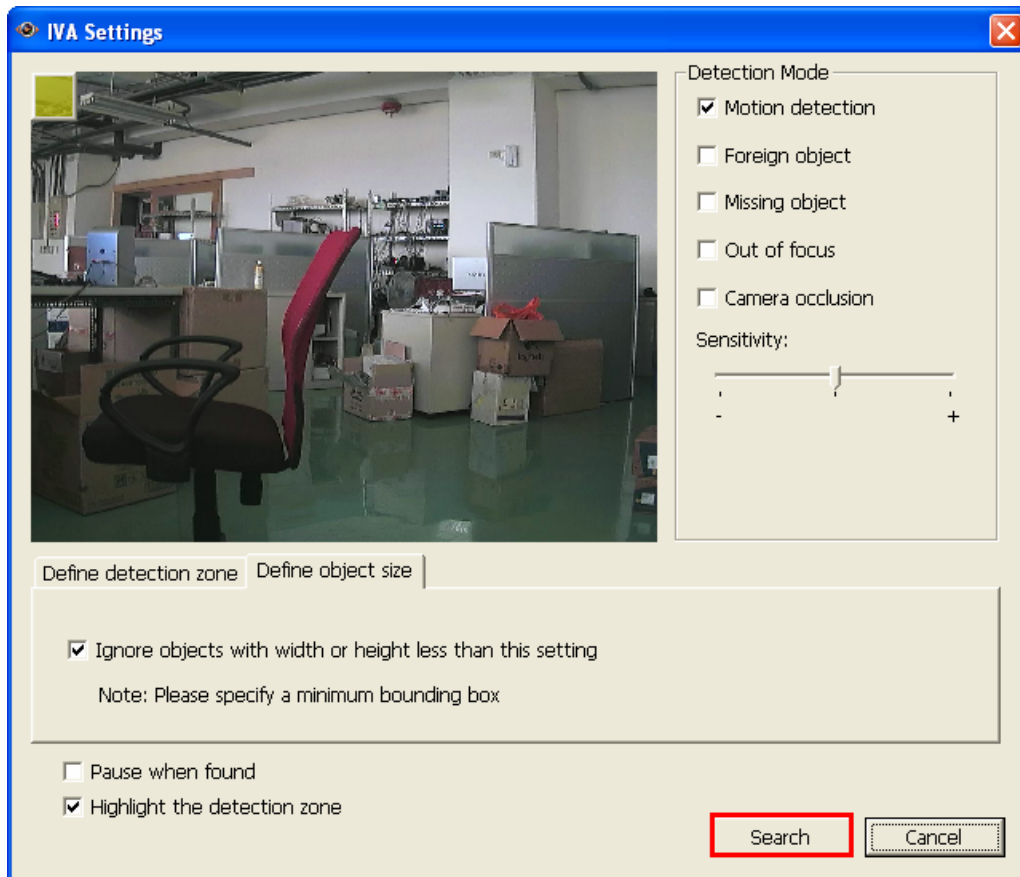 IVA Settings
Detection Mode
Motion detection
Foreign object
Missing object
Out of focus
Camera occlusion
Sensitivity:
- +
Define detection zone Define object size
Ignore objects with width or height less than this setting
Note: Please specify a minimum bounding box
Pause when found
Highlight the detection zone
Search Cancel